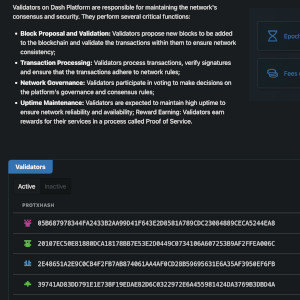 Validators on Dash Platform are responsible for maintaining the network's
consensus and security. They perform several critical functions:
• Block Proposal and Validation: Validators propose new blocks to be added
to the blockchain and validate the transactions within them to ensure network
consistency;
• Transaction Processing: Validators process transactions, verify signatures
and ensure that the transactions adhere to network rules;
• Network Governance: Validators participate in voting to make decisions on
the platform's governance and consensus rules;
• Uptime Maintenance: Validators are expected to maintain high uptime to
ensure network reliability and availability; Reward Earning: Validators earn
rewards for their services in a process called Proof of Service.
Epoch
Fees
Validators
Active Inactive
PROTXHASH
05B687978344FA2433B2AA99D41F643E2D8581A789CDC23084889CECA5244EA8
20107EC50E81880DCA18178BB7E53E2D0449C0734106A60725389AF2FFEA006C
2E486S1A2E9C0CB4F2FB7AB874061AA4AF0CD28B59695631E6A35AF3950EF6FB
39741AD83DD791E1E738F19EDAE82D6C0322972E6A455981424DA3769B3DBD4A